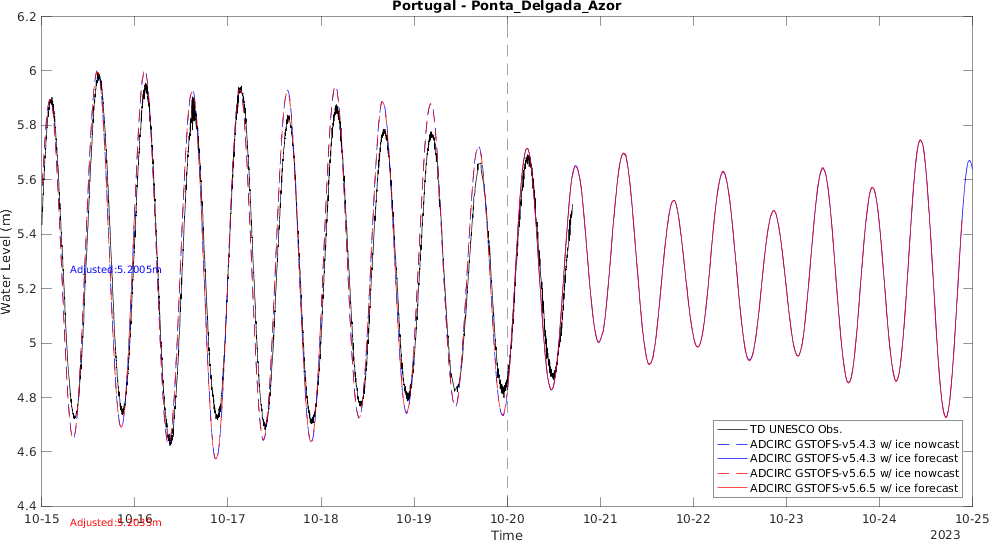 Portugal - Ponta_Delgada_Azor
6.2
6
5.8
5.6
5.4
5.2
5
4.8
4.6
4.4
Water Level (m)
Adjusted:5.2005m
TD UNESCO Obs.
ADCIRC GSTOFS-v5.4.3 w/ ice nowcast
ADCIRC GSTOFS-v5.4.3 w/ ice forecast
ADCIRC GSTOFS-v5.6.5 w/ ice nowcast
ADCIRC GSTOFS-v5.6.5 w/ ice forecast
10-15 10-16 10-17 10-18 10-19 10-20 10-21 10-22 10-23 10-24 10-25
Time
2023